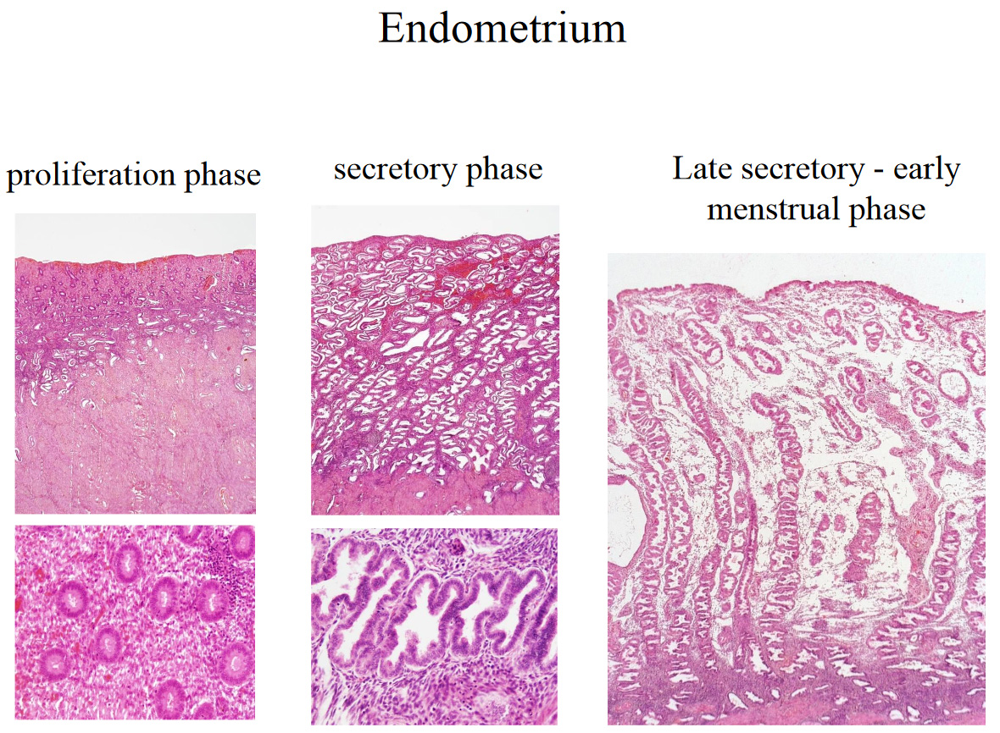 Endometrium
proliferation phase
secretory phase
Late secretory - early
menstrual phase